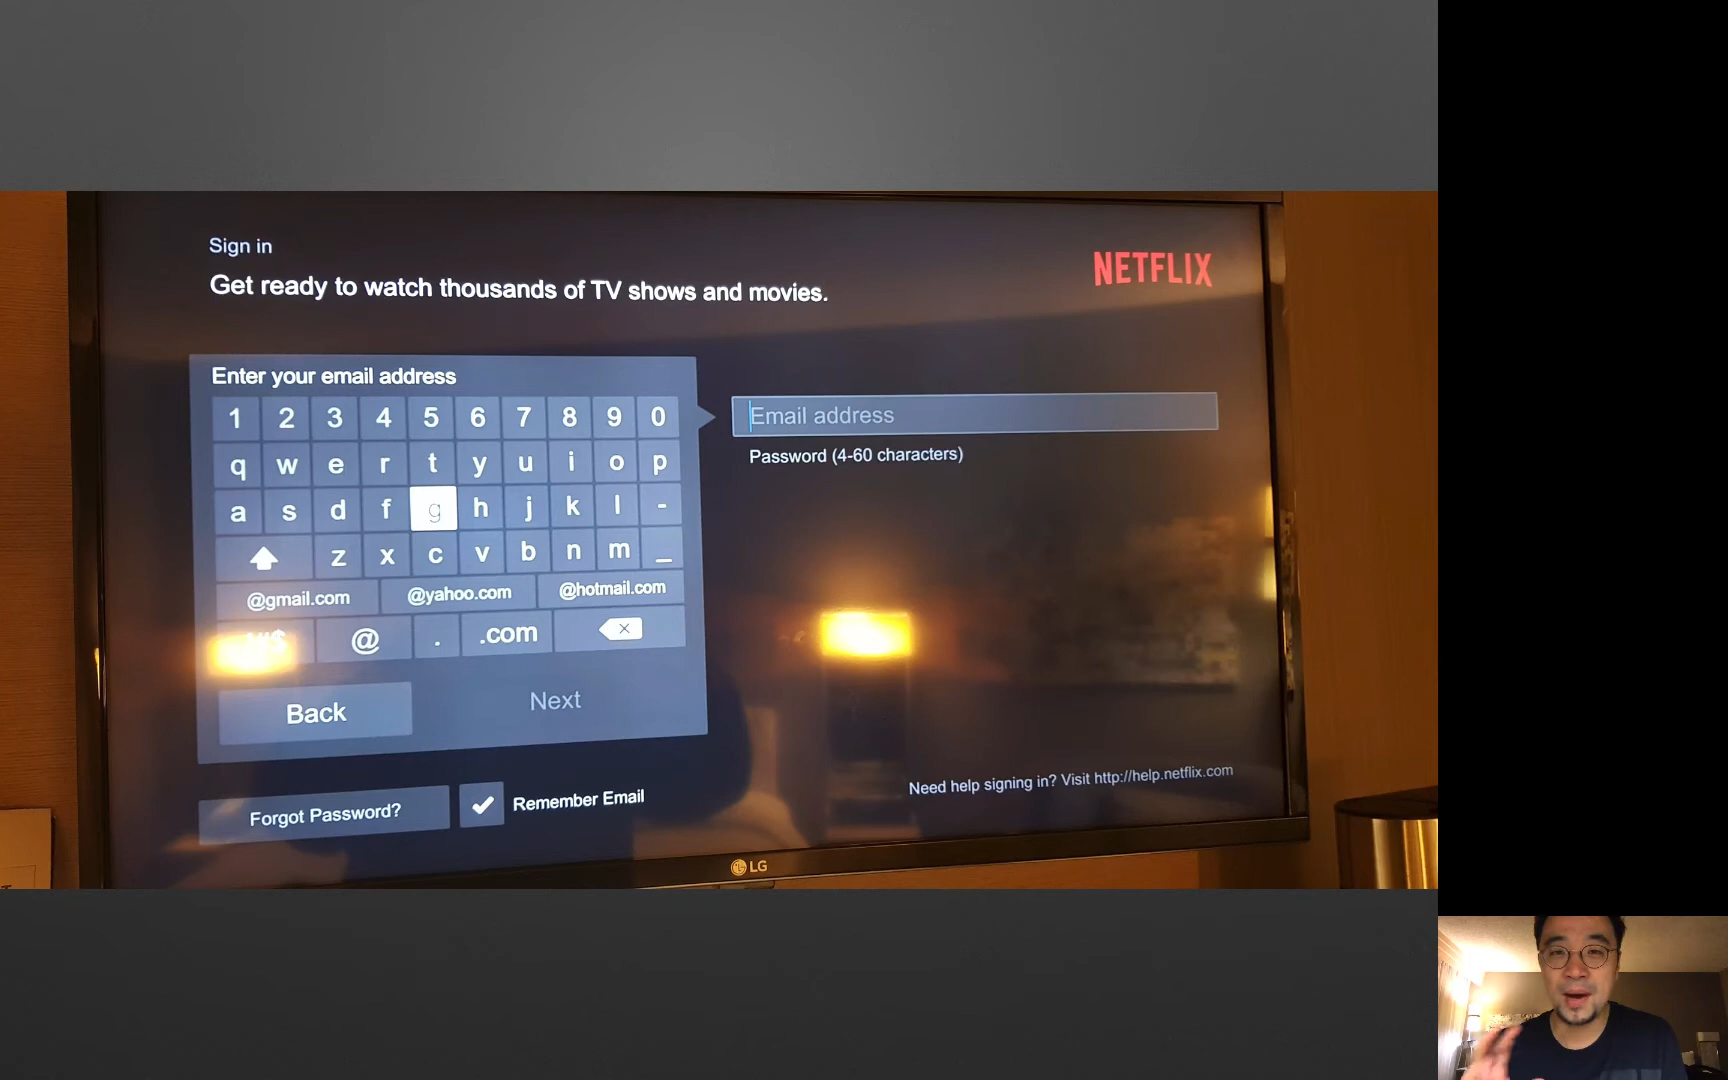 Sign in
Get ready to watch thousands of TV shows and movies.
NETFLIX
Enter your email address
1 2 3 4 5 6 7 8 9 0
q w e r t y u i o p
a s d f g h j k l -
z x c v b n m _
@gmail.com @yahoo.com @hotmail.com
@ . .com
Back Next
Email address
Password (4-60 characters)
Forgot Password? Remember Email
Need help signing in? Visit http://help.netflix.com
LG